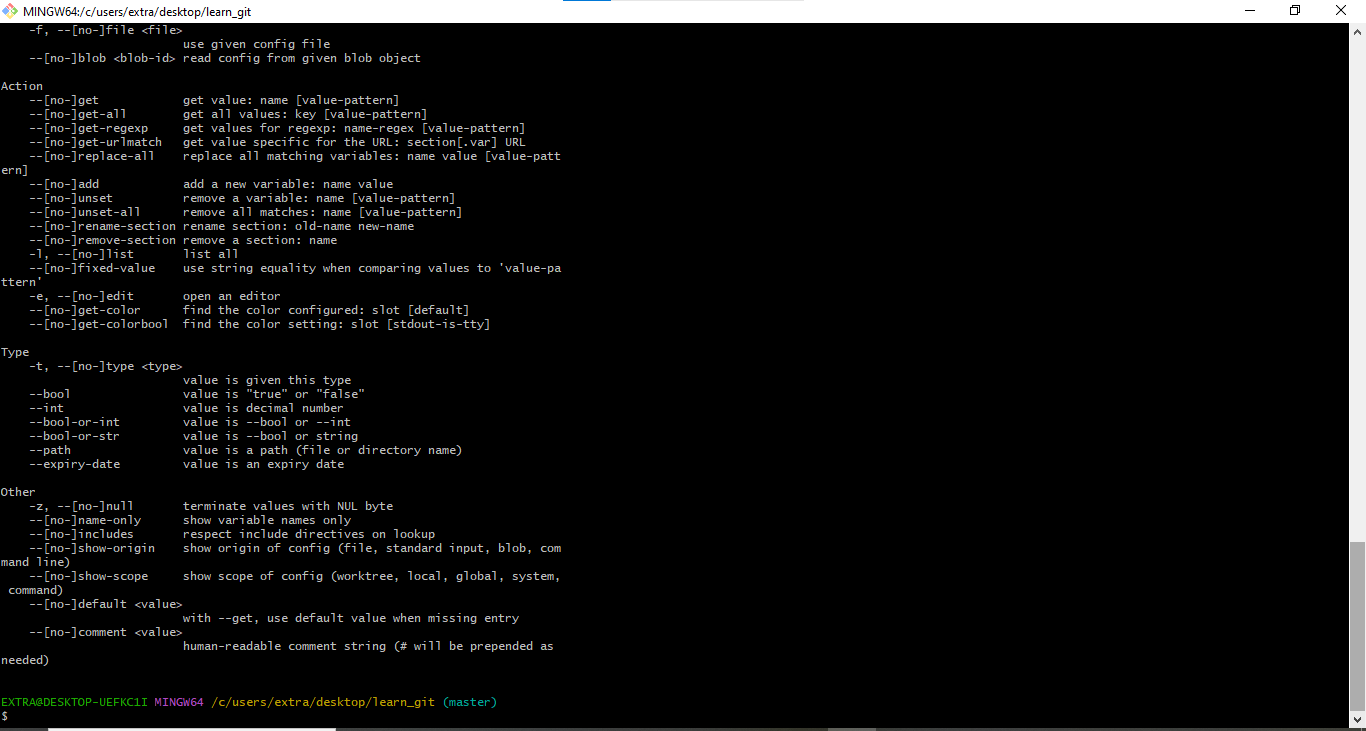 MINGW64:/c/users/extra/desktop/learn_git
-f, --[no-]file <file>
use given config file
--[no-]blob <blob-id> read config from given blob object
Action
--[no-]get get value: name [value-pattern]
--[no-]get-all get all values: key [value-pattern]
--[no-]get-regexp get values for regexp: name-regex [value-pattern]
--[no-]get-urlmatch get value specific for the URL: section[.var] URL
--[no-]replace-all replace all matching variables: name value [value-patt
ern]
--[no-]add add a new variable: name value
--[no-]unset remove a variable: name [value-pattern]
--[no-]unset-all remove all matches: name [value-pattern]
--[no-]rename-section rename section: old-name new-name
--[no-]remove-section remove a section: name
-l, --[no-]list list all
--[no-]fixed-value use string equality when comparing values to 'value-pa
ttern'
-e, --[no-]edit open an editor
--[no-]get-color find the color configured: slot [default]
--[no-]get-colorbool find the color setting: slot [stdout-is-tty]
Type
-t, --[no-]type <type>
value is given this type
--bool value is "true" or "false"
--int value is decimal number
--bool-or-int value is --bool or --int
--bool-or-str value is --bool or string
--path value is a path (file or directory name)
--expiry-date value is an expiry date
Other
-z, --[no-]null terminate values with NUL byte
--[no-]name-only show variable names only
--[no-]includes respect include directives on lookup
--[no-]show-origin show origin of config (file, standard input, blob, com
mand line)
--[no-]show-scope show scope of config (worktree, local, global, system,
command)
--[no-]default <value>
with --get, use default value when missing entry
--[no-]comment <value>
human-readable comment string (# will be prepended as
needed)
EXTRA@DESKTOP-UEFKC1I MINGW64 /c/users/extra/desktop/learn_git (master)
$